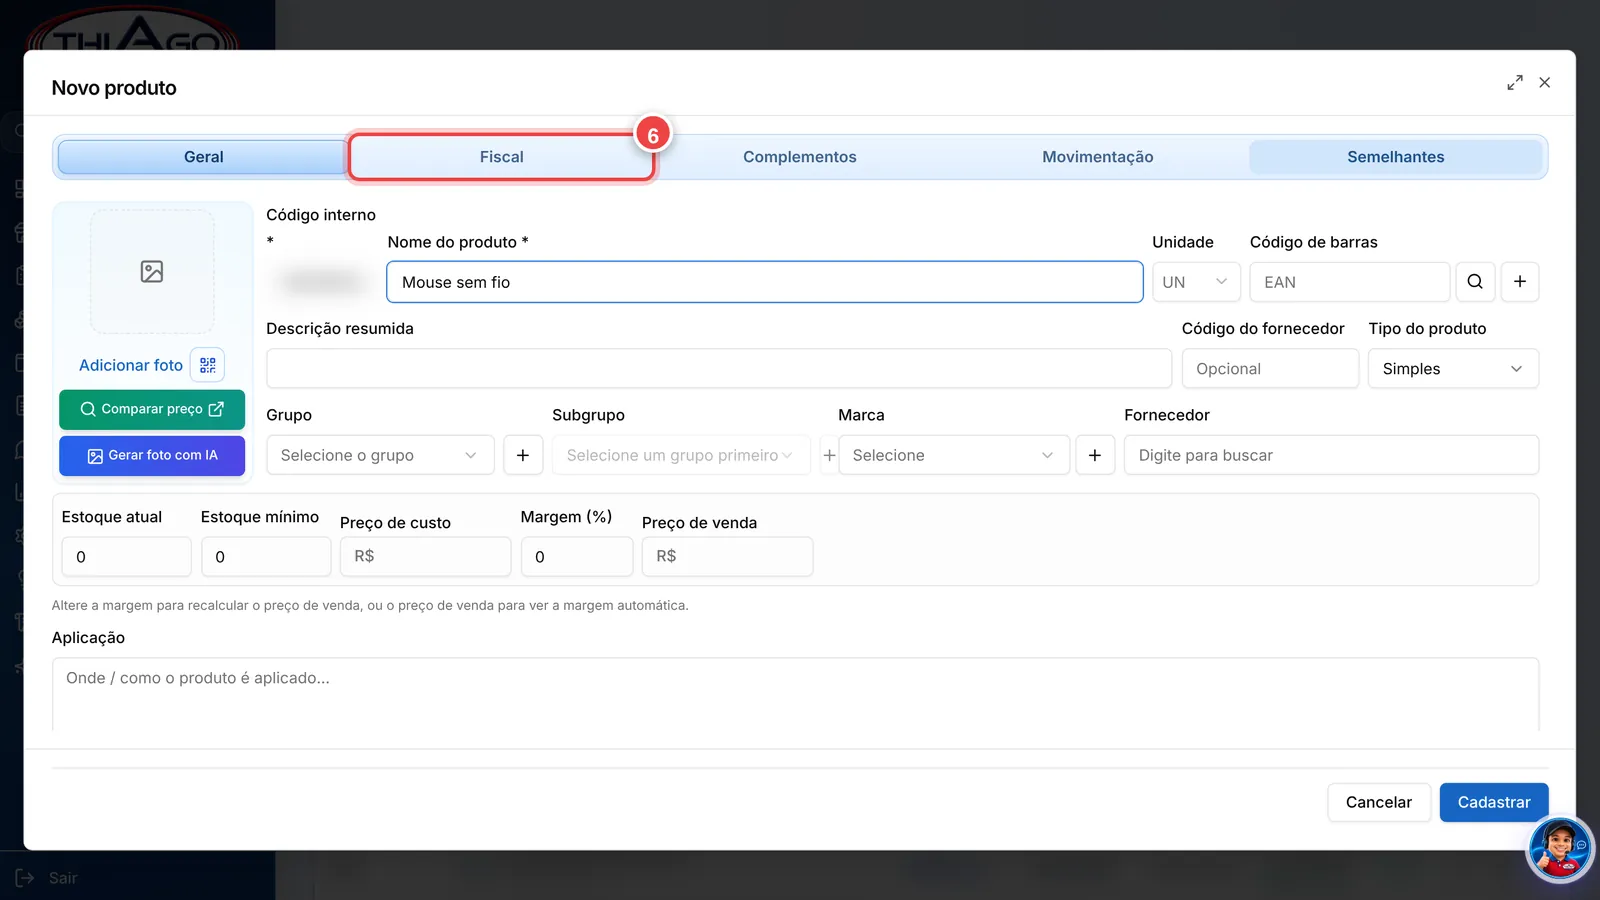 THIAGO
Novo produto
6
Geral
Fiscal
Complementos
Movimentação
Semelhantes
Código interno
*
Nome do produto *
Unidade
Código de barras
Mouse sem fio
UN
EAN
Descrição resumida
Código do fornecedor
Tipo do produto
Adicionar foto
Opcional
Simples
Comparar preço
Grupo
Subgrupo
Marca
Fornecedor
Gerar foto com IA
Selecione o grupo
Selecione um grupo primeiro
Selecione
Digite para buscar
Estoque atual
Estoque mínimo
Preço de custo
Margem (%)
Preço de venda
0
0
R$
0
R$
Altere a margem para recalcular o preço de venda, ou o preço de venda para ver a margem automática.
Aplicação
Onde / como o produto é aplicado...
Cancelar
Cadastrar
Sair